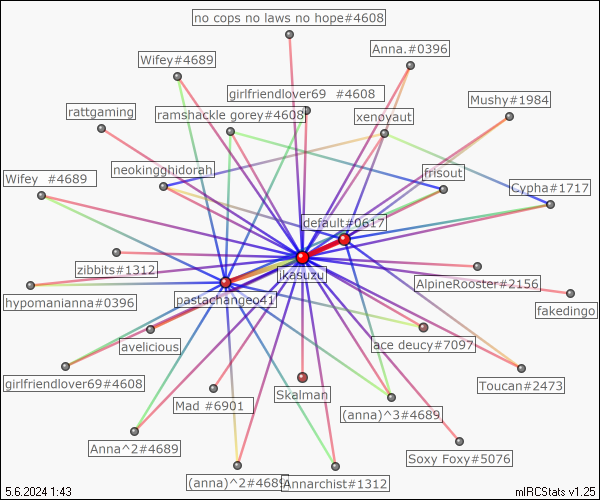 no cops no laws no hope#4608
Anna.#0396
Wifey#4689
girlfriendlover69  #4608
Mushy#1984
rattgaming
ramshackle gorey#4608
xenoyaut
neokingghidorah
frisout
Wifey  #4689
Cypha#1717
default#0617
zibbits#1312
ikasuzu
AlpineRooster#2156
hypomanianna#0396
pastachangeo41
fakedingo
avelicious
ace deucy#7097
girlfriendlover69#4608
Toucan#2473
Skalman
Mad #6901
(anna)^3#4689
Anna^2#4689
Soxy Foxy#5076
(anna)^2#4689
Annarchist#1312
5.6.2024 1:43
mIRCStats v1.25